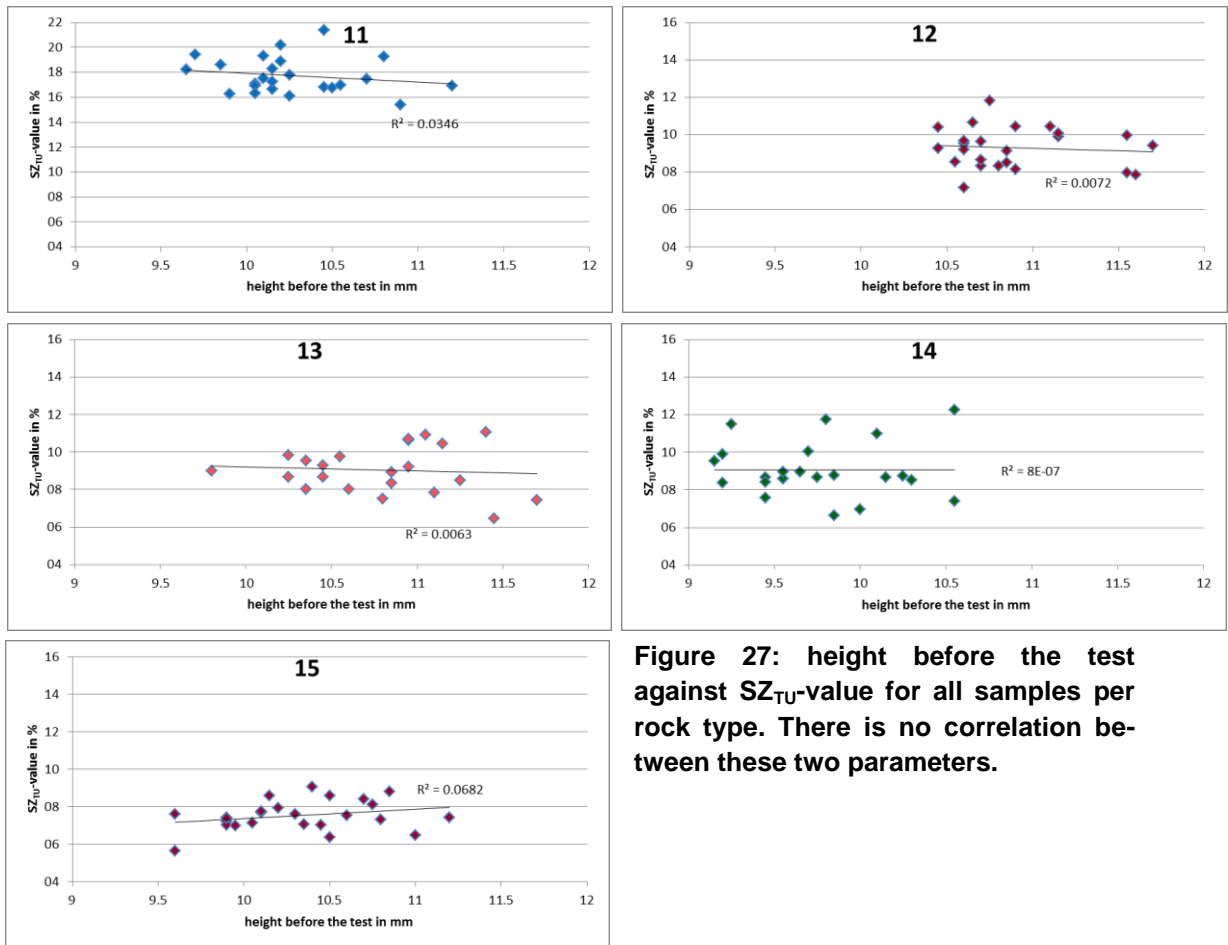 11
SZTU-value in %
22
20
18
16
14
12
10
08
06
04
R² = 0.0346
9 9.5 10 10.5 11 11.5 12
height before the test in mm
12
SZTU-value in %
16
14
12
10
08
06
04
R² = 0.0072
9 9.5 10 10.5 11 11.5 12
height before the test in mm
13
SZTU-value in %
16
14
12
10
08
06
04
R² = 0.0063
9 9.5 10 10.5 11 11.5 12
height before the test in mm
14
SZTU-value in %
16
14
12
10
08
06
04
R² = 8E-07
9 9.5 10 10.5 11 11.5 12
height before the test in mm
15
SZTU-value in %
16
14
12
10
08
06
04
R² = 0.0682
9 9.5 10 10.5 11 11.5 12
height before the test in mm
Figure 27: height before the test
against SZTU-value for all samples per
rock type. There is no correlation be-
tween these two parameters.